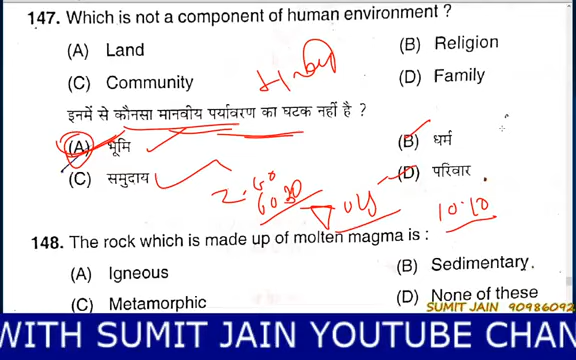 147. Which is not a component of human environment ?
(A) Land (B) Religion
(C) Community (D) Family
इनमें से कौनसा मानवीय पर्यावरण का घटक नहीं है ?
(A) भूमि (B) धर्म
(C) समुदाय (D) परिवार
10.10
148. The rock which is made up of molten magma is :
(A) Igneous (B) Sedimentary
(C) Metamorphic (D) None of these
SUMIT JAIN 90986092
WITH SUMIT JAIN YOUTUBE CHAN